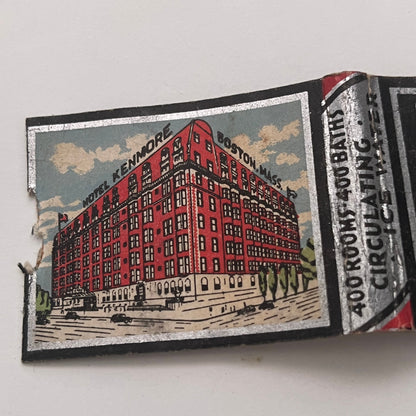 HOTEL KENMORE
BOSTON-MASS
400 ROOMS-400 BATHS
CIRCULATING
ICE WATER